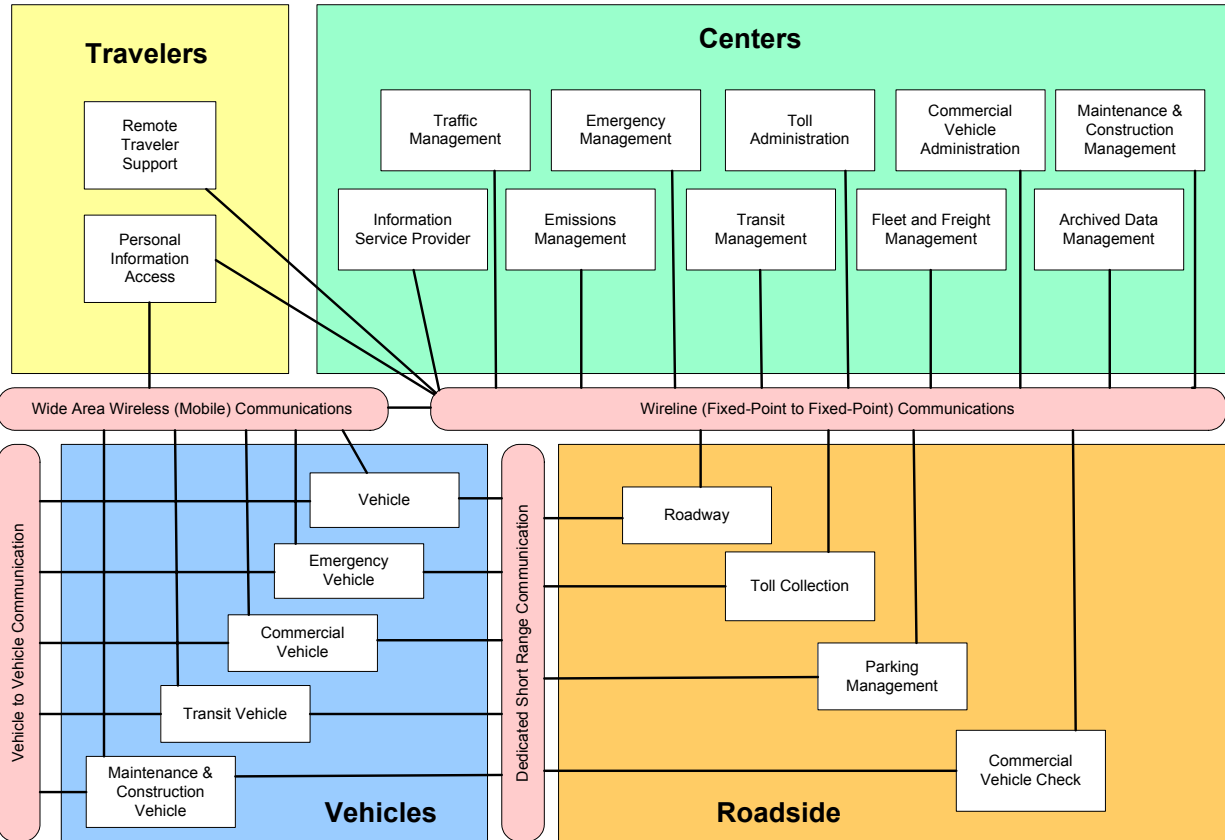 Travelers
Remote
Traveler
Support
Personal
Information
Access
Centers
Traffic
Management
Emergency
Management
Toll
Administration
Commercial
Vehicle
Administration
Maintenance &
Construction
Management
Information
Service Provider
Emissions
Management
Transit
Management
Fleet and Freight
Management
Archived Data
Management
Wide Area Wireless (Mobile) Communications
Wireline (Fixed-Point to Fixed-Point) Communications
Vehicle to Vehicle Communication
Vehicle
Emergency
Vehicle
Commercial
Vehicle
Transit Vehicle
Maintenance &
Construction
Vehicle
Vehicles
Dedicated Short Range Communication
Roadway
Toll Collection
Parking
Management
Commercial
Vehicle Check
Roadside